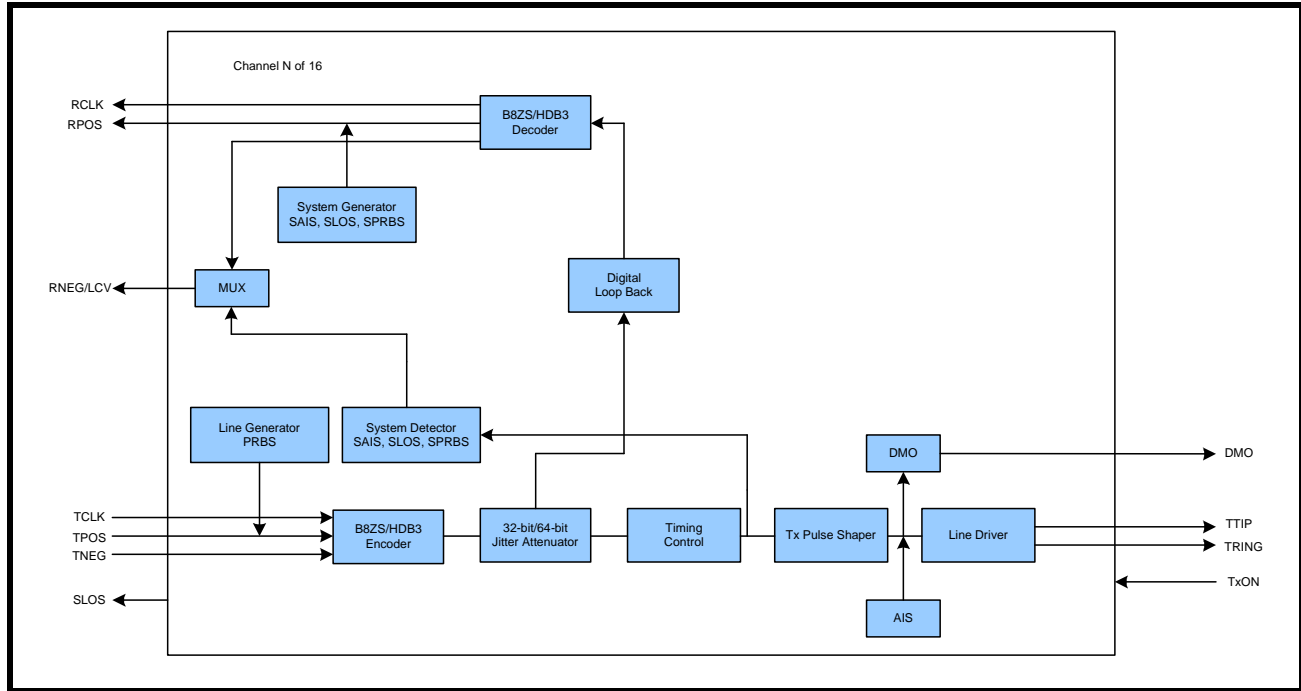 Channel N of 16
RCLK
RPOS
B8ZS/HDB3
Decoder
System Generator
SAIS, SLOS, SPRBS
RNEG/LCV
MUX
Digital
Loop Back
Line Generator
PRBS
System Detector
SAIS, SLOS, SPRBS
DMO
DMO
TCLK
TPOS
TNEG
B8ZS/HDB3
Encoder
32-bit/64-bit
Jitter Attenuator
Timing
Control
Tx Pulse Shaper
Line Driver
TTIP
TRING
TxON
SLOS
AIS